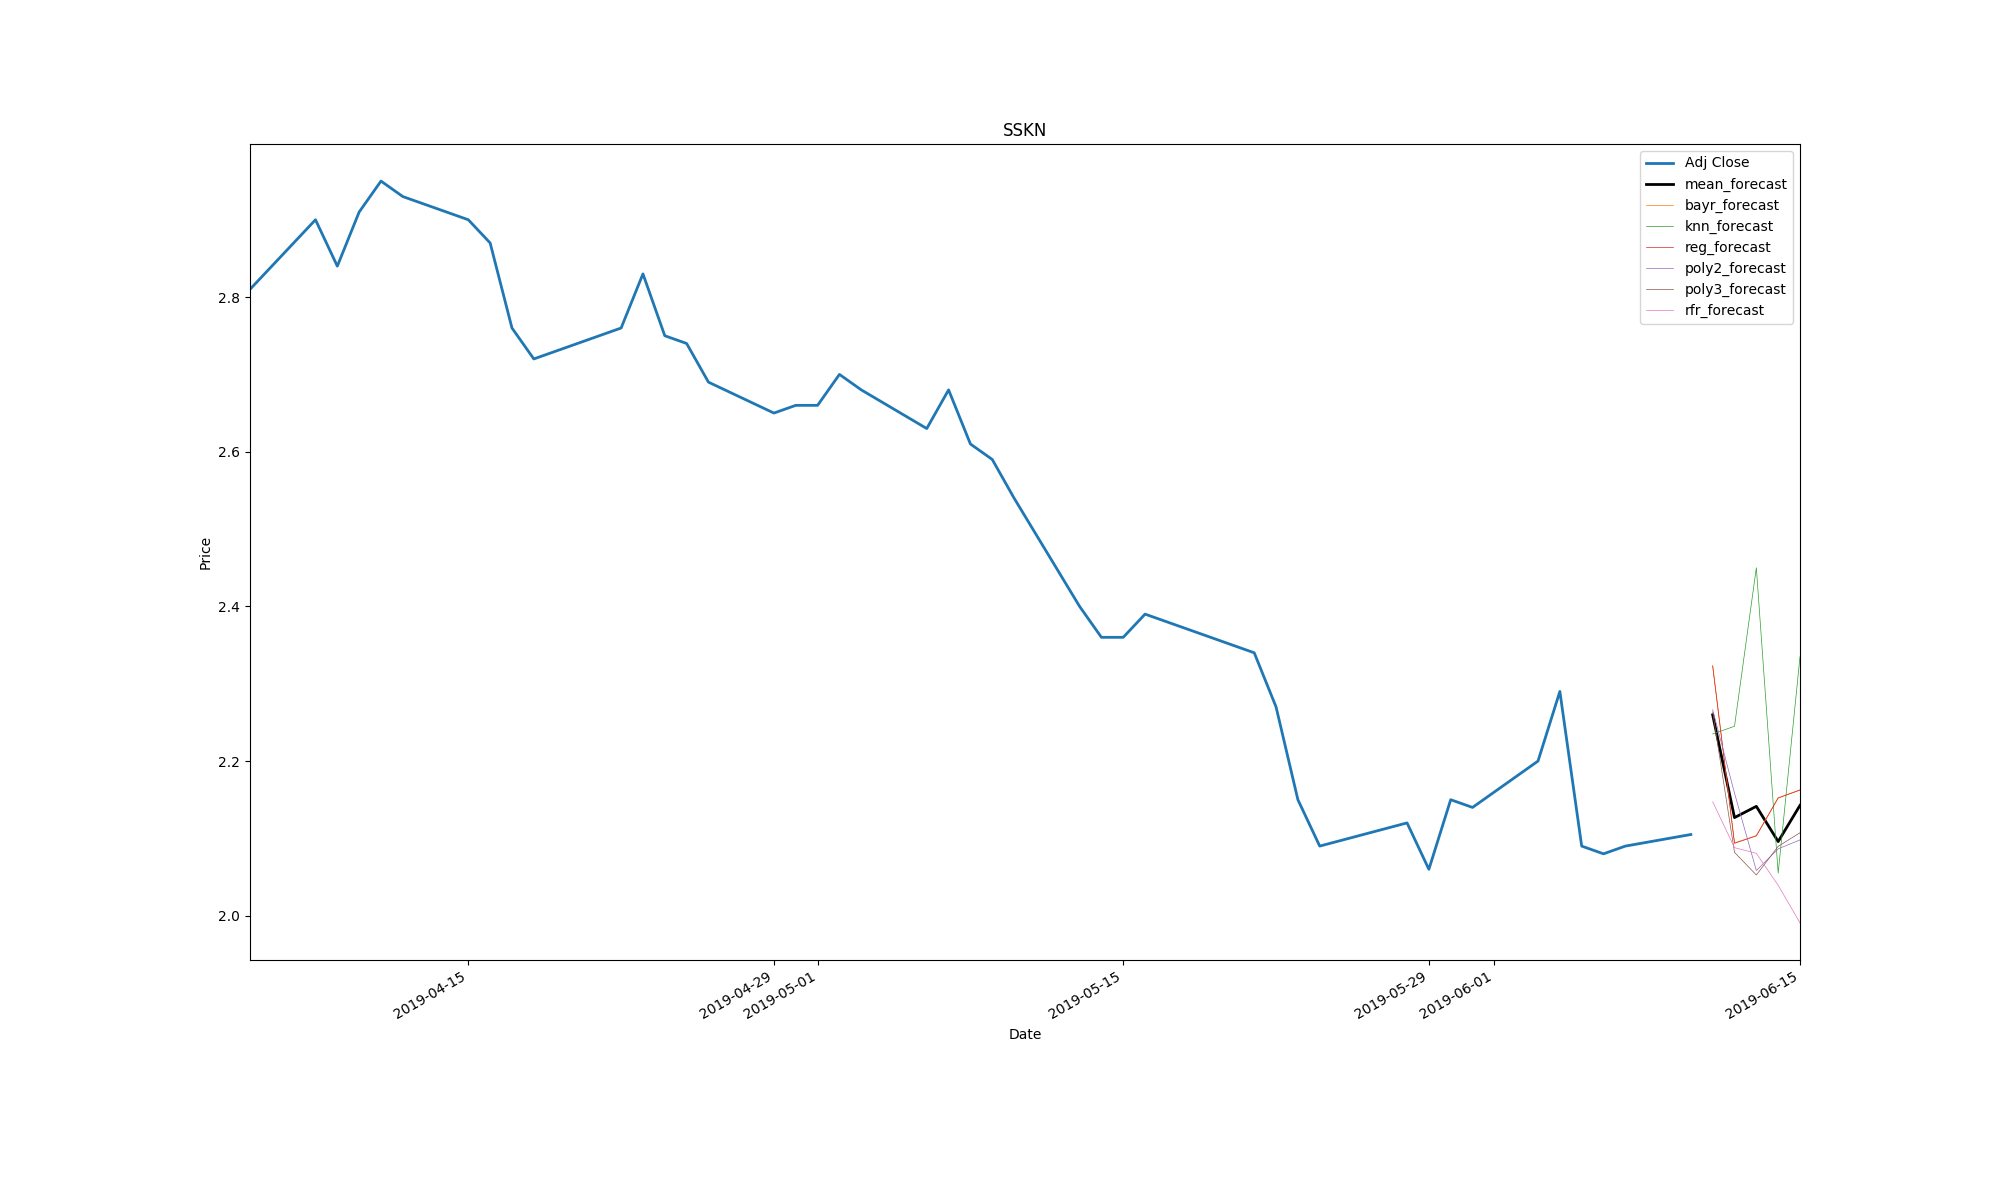 SSKN
Adj Close
mean_forecast
bayr_forecast
knn_forecast
reg_forecast
poly2_forecast
poly3_forecast
rfr_forecast
Price
2.8
2.6
2.4
2.2
2.0
2019-04-15
2019-04-29
2019-05-01
2019-05-15
2019-05-29
2019-06-01
2019-06-15
Date